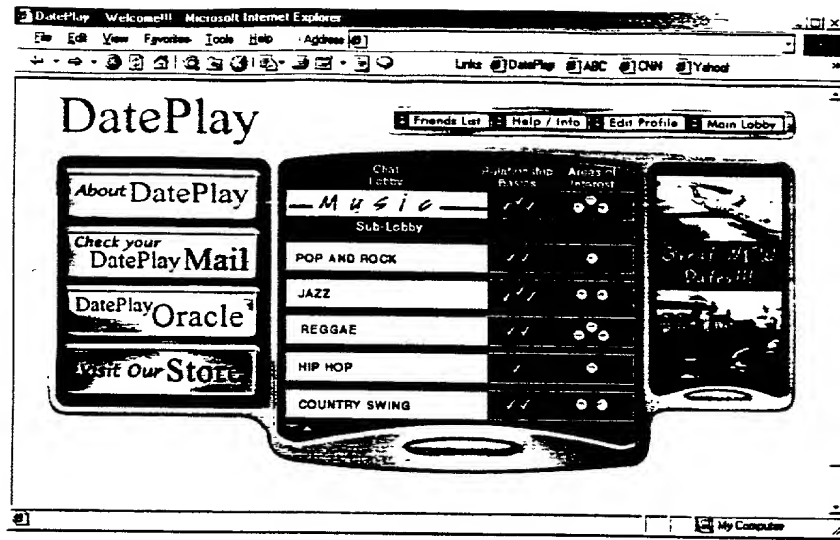 DatePlay Welcome!!! Microsoft Internet Explorer
File Edit View Favorites Tools Help Address
Links DatePlay ABC CNN Yahoo!
DatePlay
Friends List Help / Info Edit Profile Main Lobby
About DatePlay
Check your
DatePlay Mail
DatePlay Oracle
Visit Our Store
Chat
Lobby
Relationship
Basics
Areas of
Interest
Music
Sub-Lobby
POP AND ROCK
JAZZ
REGGAE
HIP HOP
COUNTRY SWING
Great
Dates!!!
My Computer